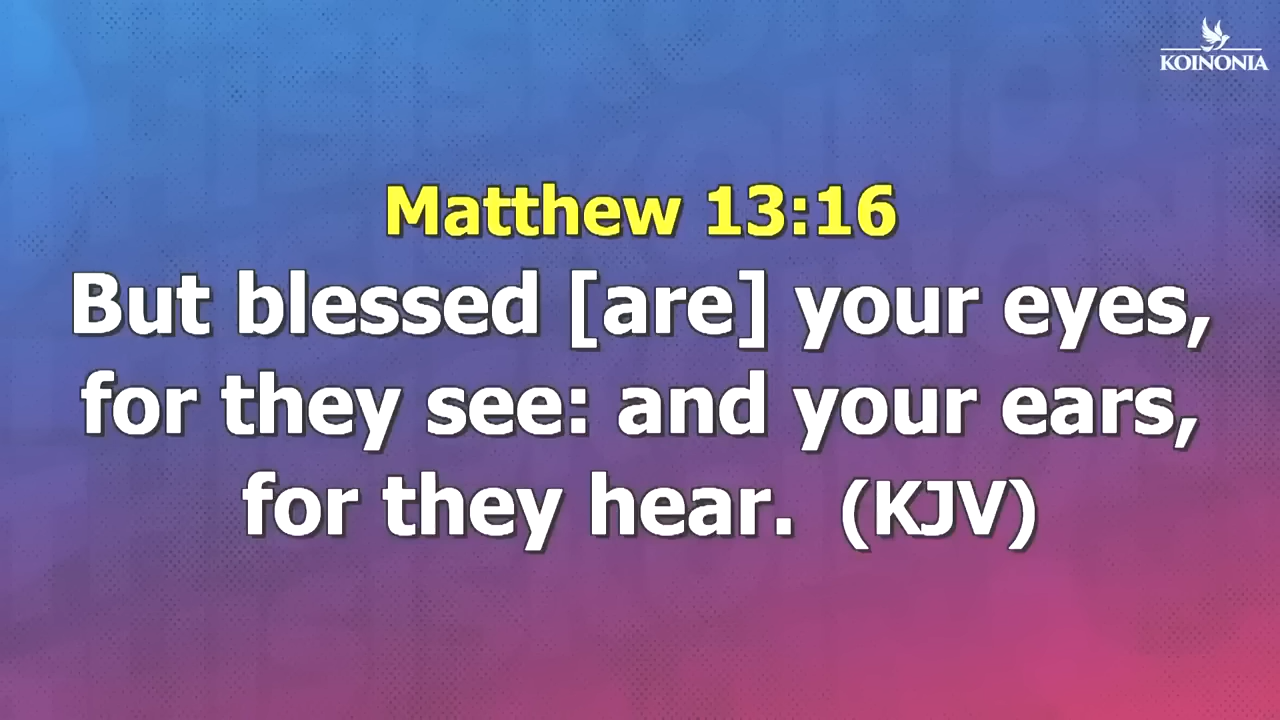 KOINONIA
Matthew 13:16
But blessed [are] your eyes,
for they see: and your ears,
for they hear. (KJV)